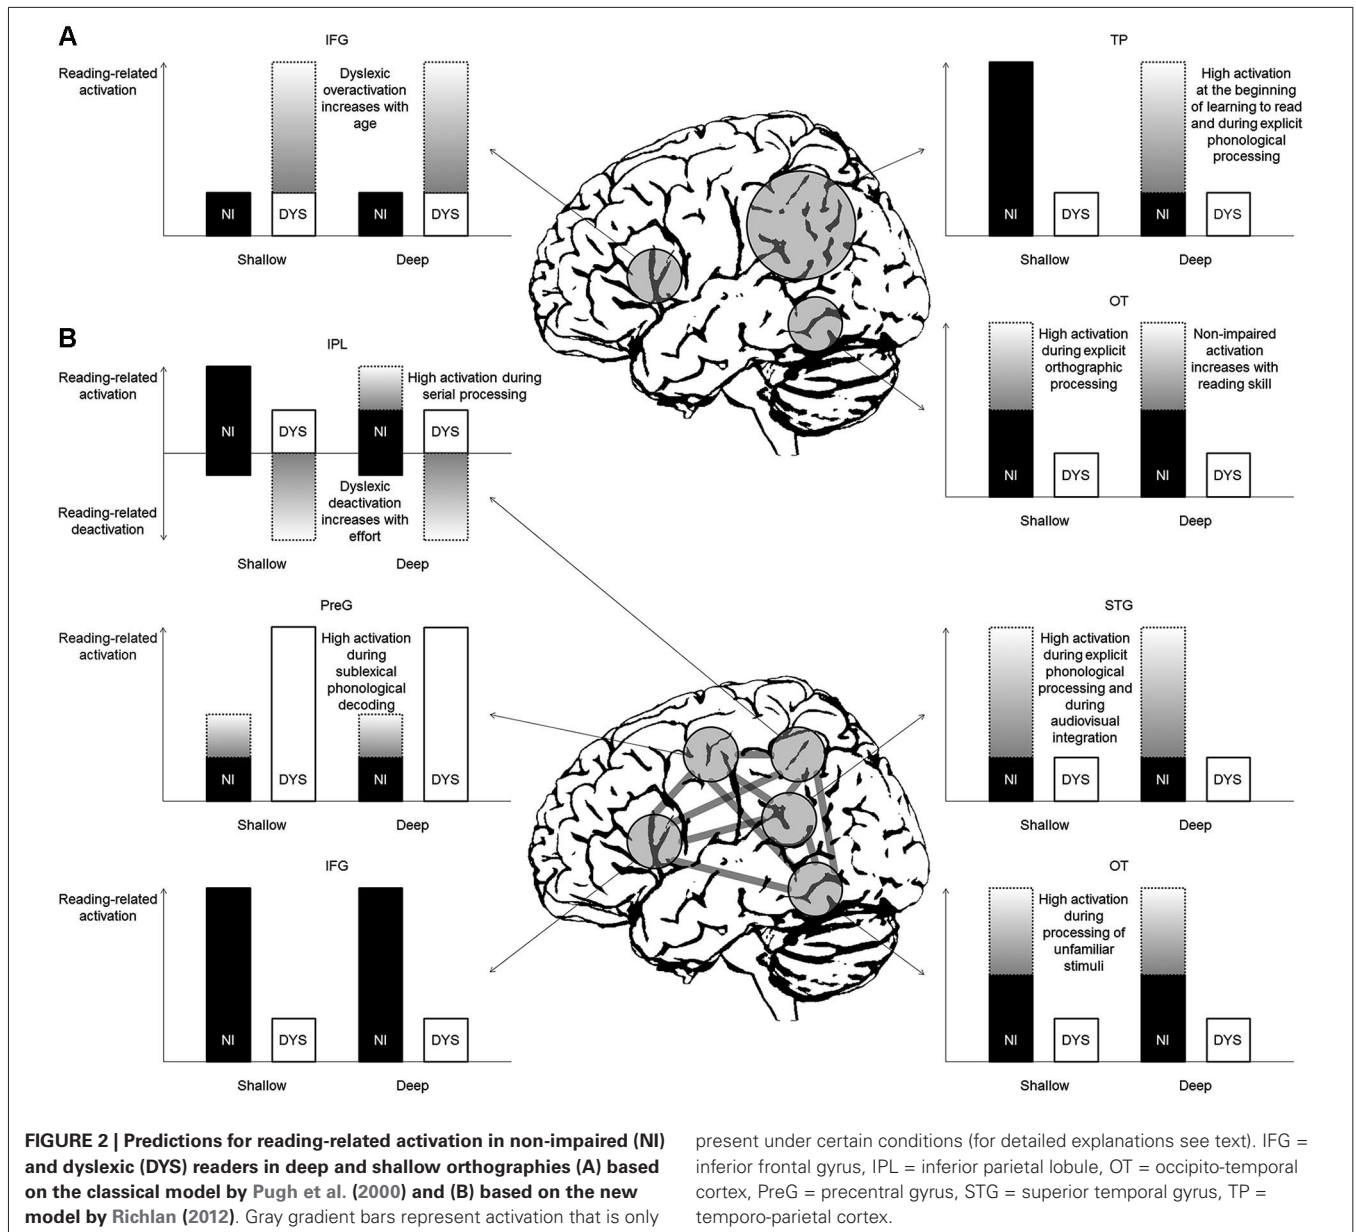 A
IFG
Reading-related
activation
Dyslexic
overactivation
increases with
age
NI
DYS
NI
DYS
Shallow
Deep
TP
High activation
at the beginning
of learning to read
and during explicit
phonological
processing
NI
DYS
NI
DYS
Shallow
Deep
OT
High activation
during explicit
orthographic
processing
Non-impaired
activation
increases with
reading skill
NI
DYS
NI
DYS
Shallow
Deep
B
IPL
Reading-related
activation
High activation during
serial processing
NI
DYS
NI
DYS
Reading-related
deactivation
Dyslexic
deactivation
increases with
effort
Shallow
Deep
PreG
Reading-related
activation
High activation
during
sublexical
phonological
decoding
NI
DYS
NI
DYS
Shallow
Deep
STG
High activation
during explicit
phonological
processing and
during
audiovisual
integration
NI
DYS
NI
DYS
Shallow
Deep
IFG
Reading-related
activation
NI
DYS
NI
DYS
Shallow
Deep
OT
High activation
during
processing of
unfamiliar
stimuli
NI
DYS
NI
DYS
Shallow
Deep
FIGURE 2 | Predictions for reading-related activation in non-impaired (NI)
and dyslexic (DYS) readers in deep and shallow orthographies (A) based
on the classical model by Pugh et al. (2000) and (B) based on the new
model by Richlan (2012). Gray gradient bars represent activation that is only
present under certain conditions (for detailed explanations see text). IFG =
inferior frontal gyrus, IPL = inferior parietal lobule, OT = occipito-temporal
cortex, PreG = precentral gyrus, STG = superior temporal gyrus, TP =
temporo-parietal cortex.